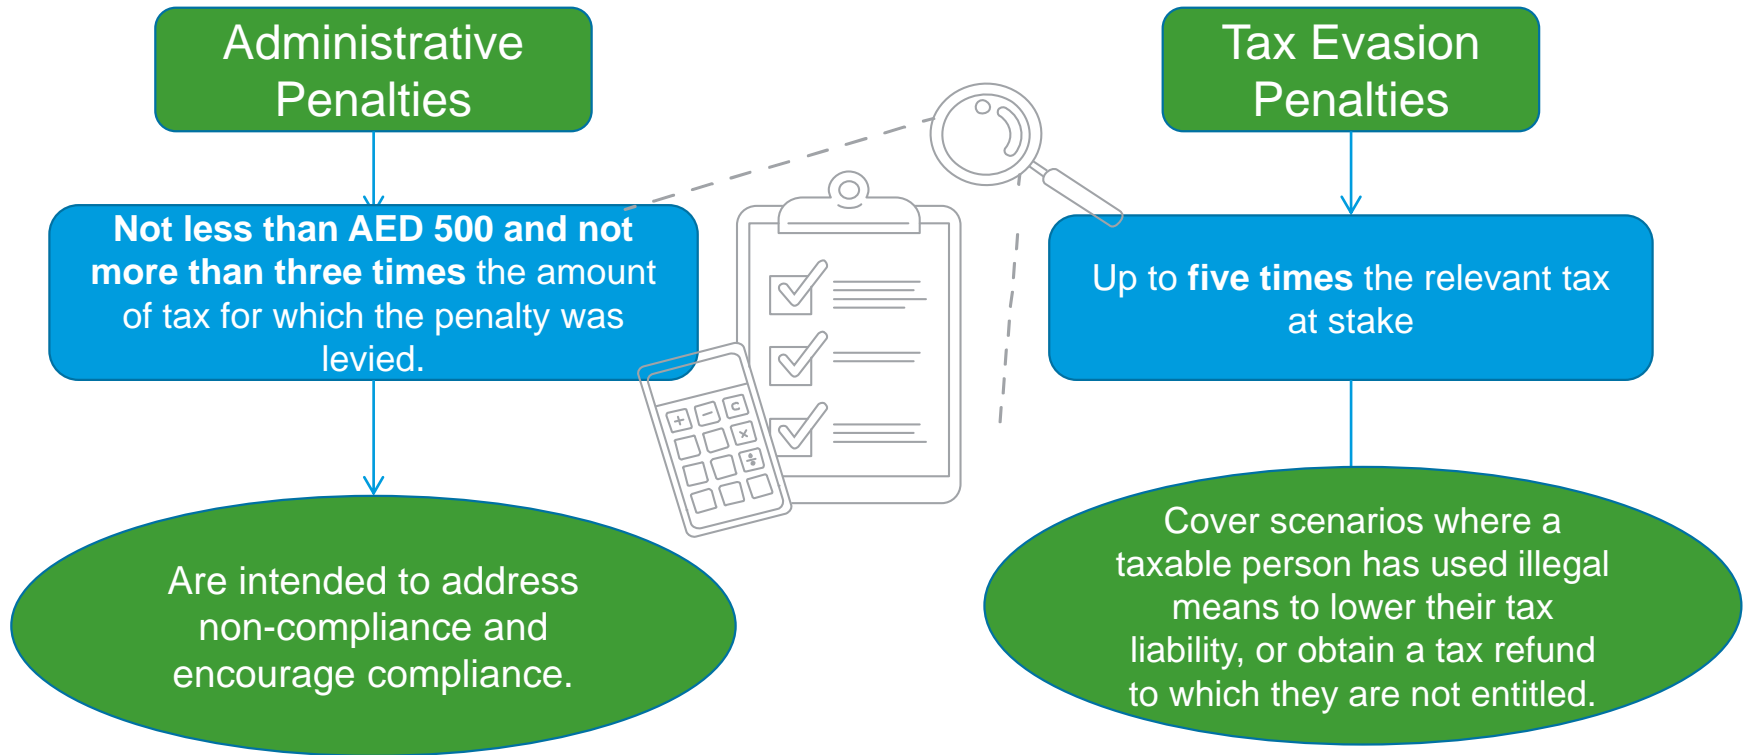 Administrative
Penalties
Not less than AED 500 and not
more than three times the amount
of tax for which the penalty was
levied.
Are intended to address
non-compliance and
encourage compliance.
Tax Evasion
Penalties
Up to five times the relevant tax
at stake
Cover scenarios where a
taxable person has used illegal
means to lower their tax
liability, or obtain a tax refund
to which they are not entitled.
+ − C
×
÷